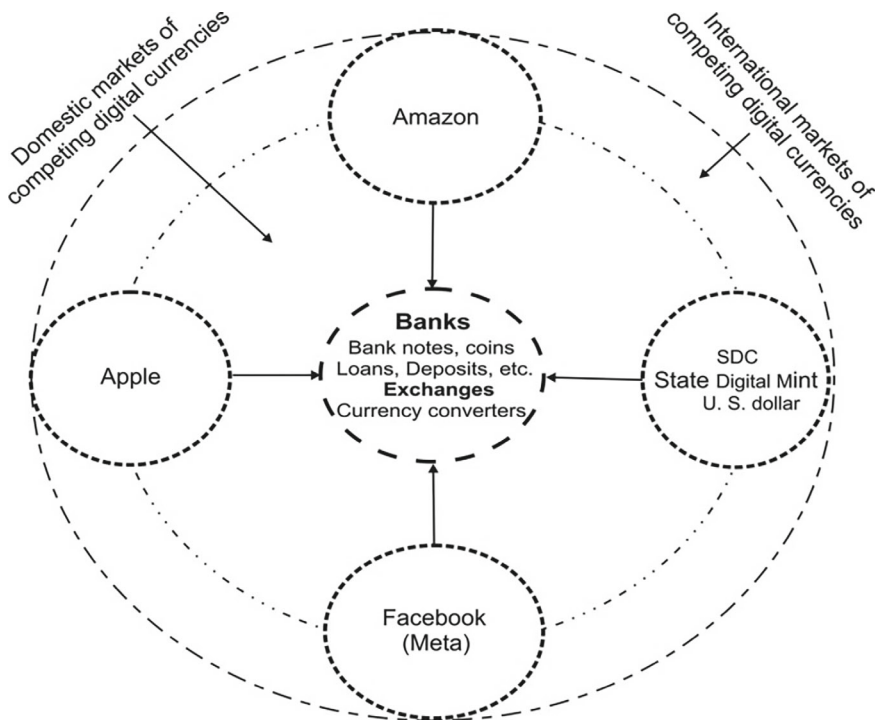 Domestic markets of
competing digital currencies
International markets of
competing digital currencies
Amazon
Apple
Banks
Bank notes, coins
Loans, Deposits, etc.
Exchanges
Currency converters
SDC
State Digital Mint
U. S. dollar
Facebook
(Meta)